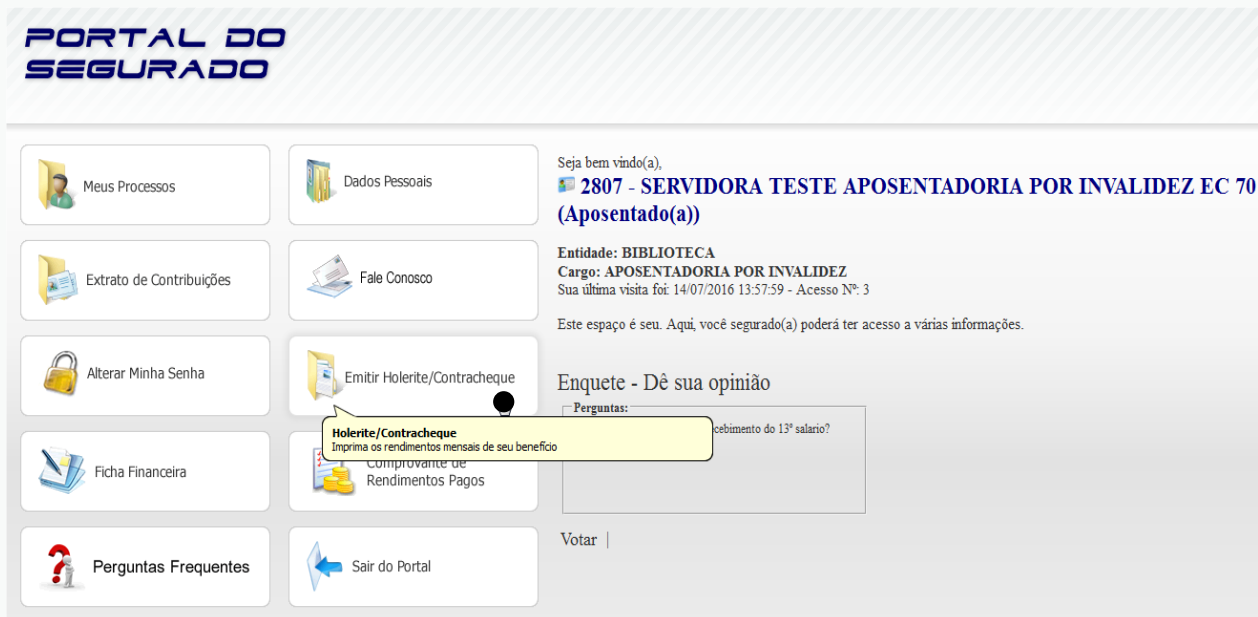 PORTAL DO
SEGURADO
Meus Processos
Dados Pessoais
Extrato de Contribuições
Fale Conosco
Alterar Minha Senha
Emitir Holerite/Contracheque
Holerite/Contracheque
Imprima os rendimentos mensais de seu benefício
Ficha Financeira
Comprovante de
Rendimentos Pagos
Perguntas Frequentes
Sair do Portal
Seja bem vindo(a),
2807 - SERVIDORA TESTE APOSENTADORIA POR INVALIDEZ EC 70
(Aposentado(a))
Entidade: BIBLIOTECA
Cargo: APOSENTADORIA POR INVALIDEZ
Sua última visita foi: 14/07/2016 13:57:59 - Acesso Nº: 3
Este espaço é seu. Aqui, você segurado(a) poderá ter acesso a várias informações.
Enquete - Dê sua opinião
Perguntas:
do 13º salario?
Votar |